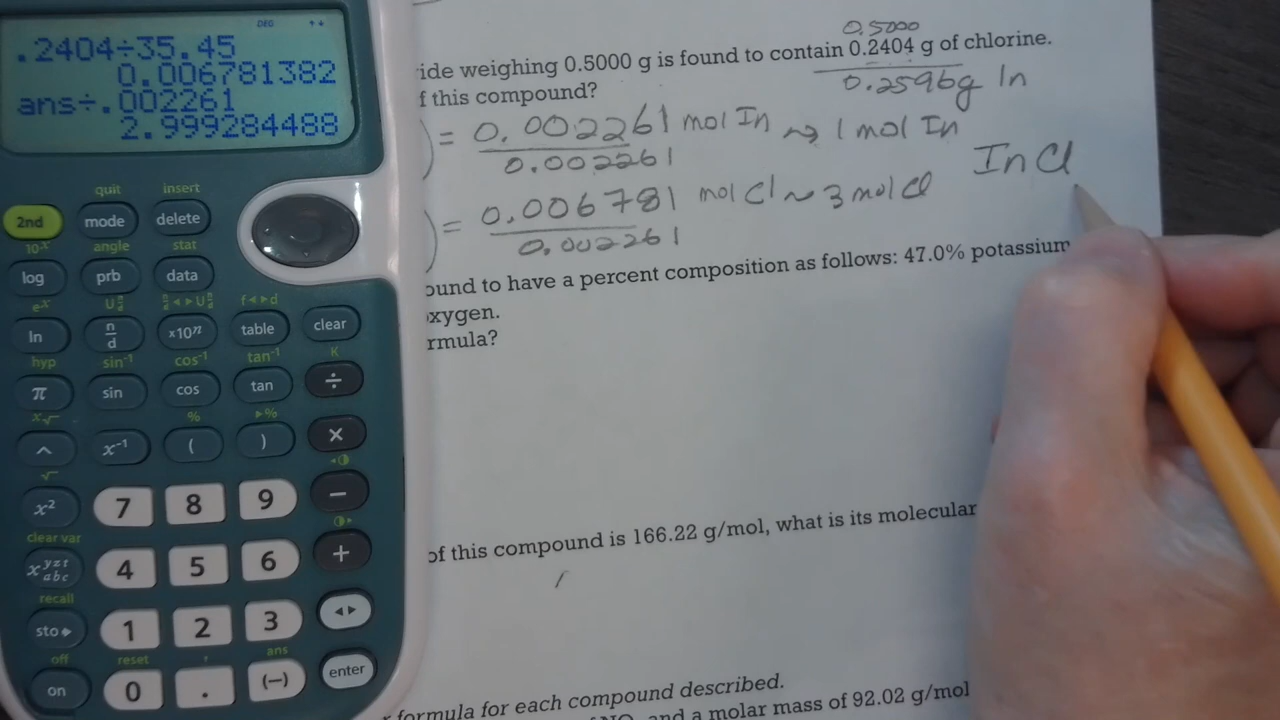 DEG
.2404÷35.45
0.006781382
ans÷.002261
2.999284488
quit insert
2nd mode delete
10ˣ angle stat
log prb data
eˣ f◄►d
ln n/d ×10ⁿ table clear
hyp sin⁻¹ cos⁻¹ tan⁻¹ K
π sin cos tan ÷
ˣ√ % ►%
^ x⁻¹ ( ) ×
√
x² 7 8 9 −
clear var
x yzt abc 4 5 6 +
recall
sto► 1 2 3 ◄►
off reset , ans
on 0 . (−) enter
0.5000
ide weighing 0.5000 g is found to contain 0.2404 g of chlorine.
0.2596g In
f this compound?
) = 0.002261 mol In ~> 1 mol In
0.002261
InCl
) = 0.006781 mol Cl ~ 3 mol Cl
0.002261
ound to have a percent composition as follows: 47.0% potassium
xygen.
rmula?
of this compound is 166.22 g/mol, what is its molecular
formula for each compound described.
and a molar mass of 92.02 g/mol